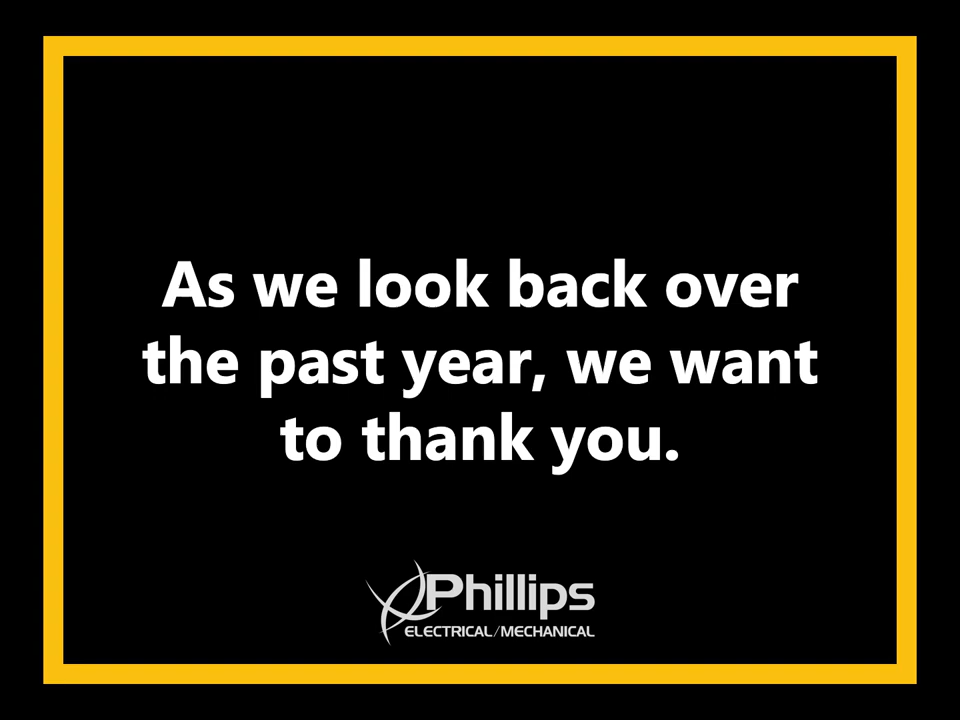 As we look back over
the past year, we want
to thank you.
Phillips
ELECTRICAL/MECHANICAL